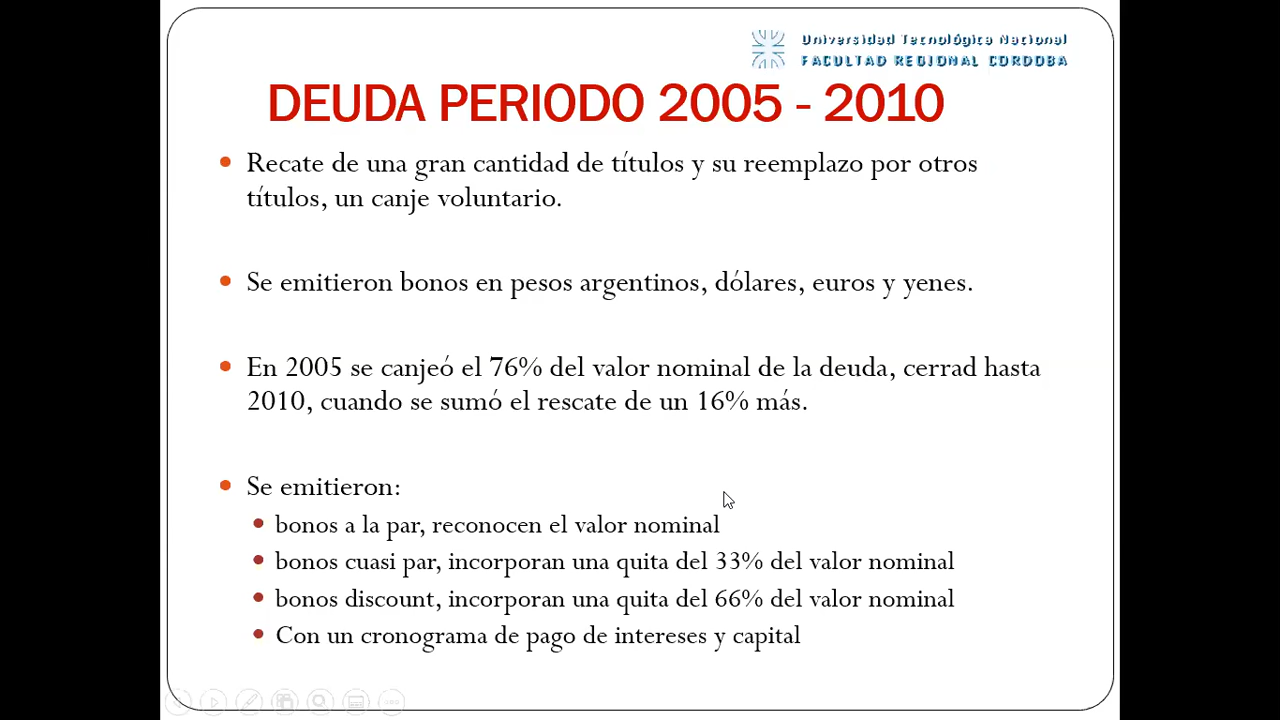 Universidad Tecnológica Nacional
FACULTAD REGIONAL CORDOBA
DEUDA PERIODO 2005 - 2010
Recate de una gran cantidad de títulos y su reemplazo por otros
títulos, un canje voluntario.
Se emitieron bonos en pesos argentinos, dólares, euros y yenes.
En 2005 se canjeó el 76% del valor nominal de la deuda, cerrad hasta
2010, cuando se sumó el rescate de un 16% más.
Se emitieron:
bonos a la par, reconocen el valor nominal
bonos cuasi par, incorporan una quita del 33% del valor nominal
bonos discount, incorporan una quita del 66% del valor nominal
Con un cronograma de pago de intereses y capital